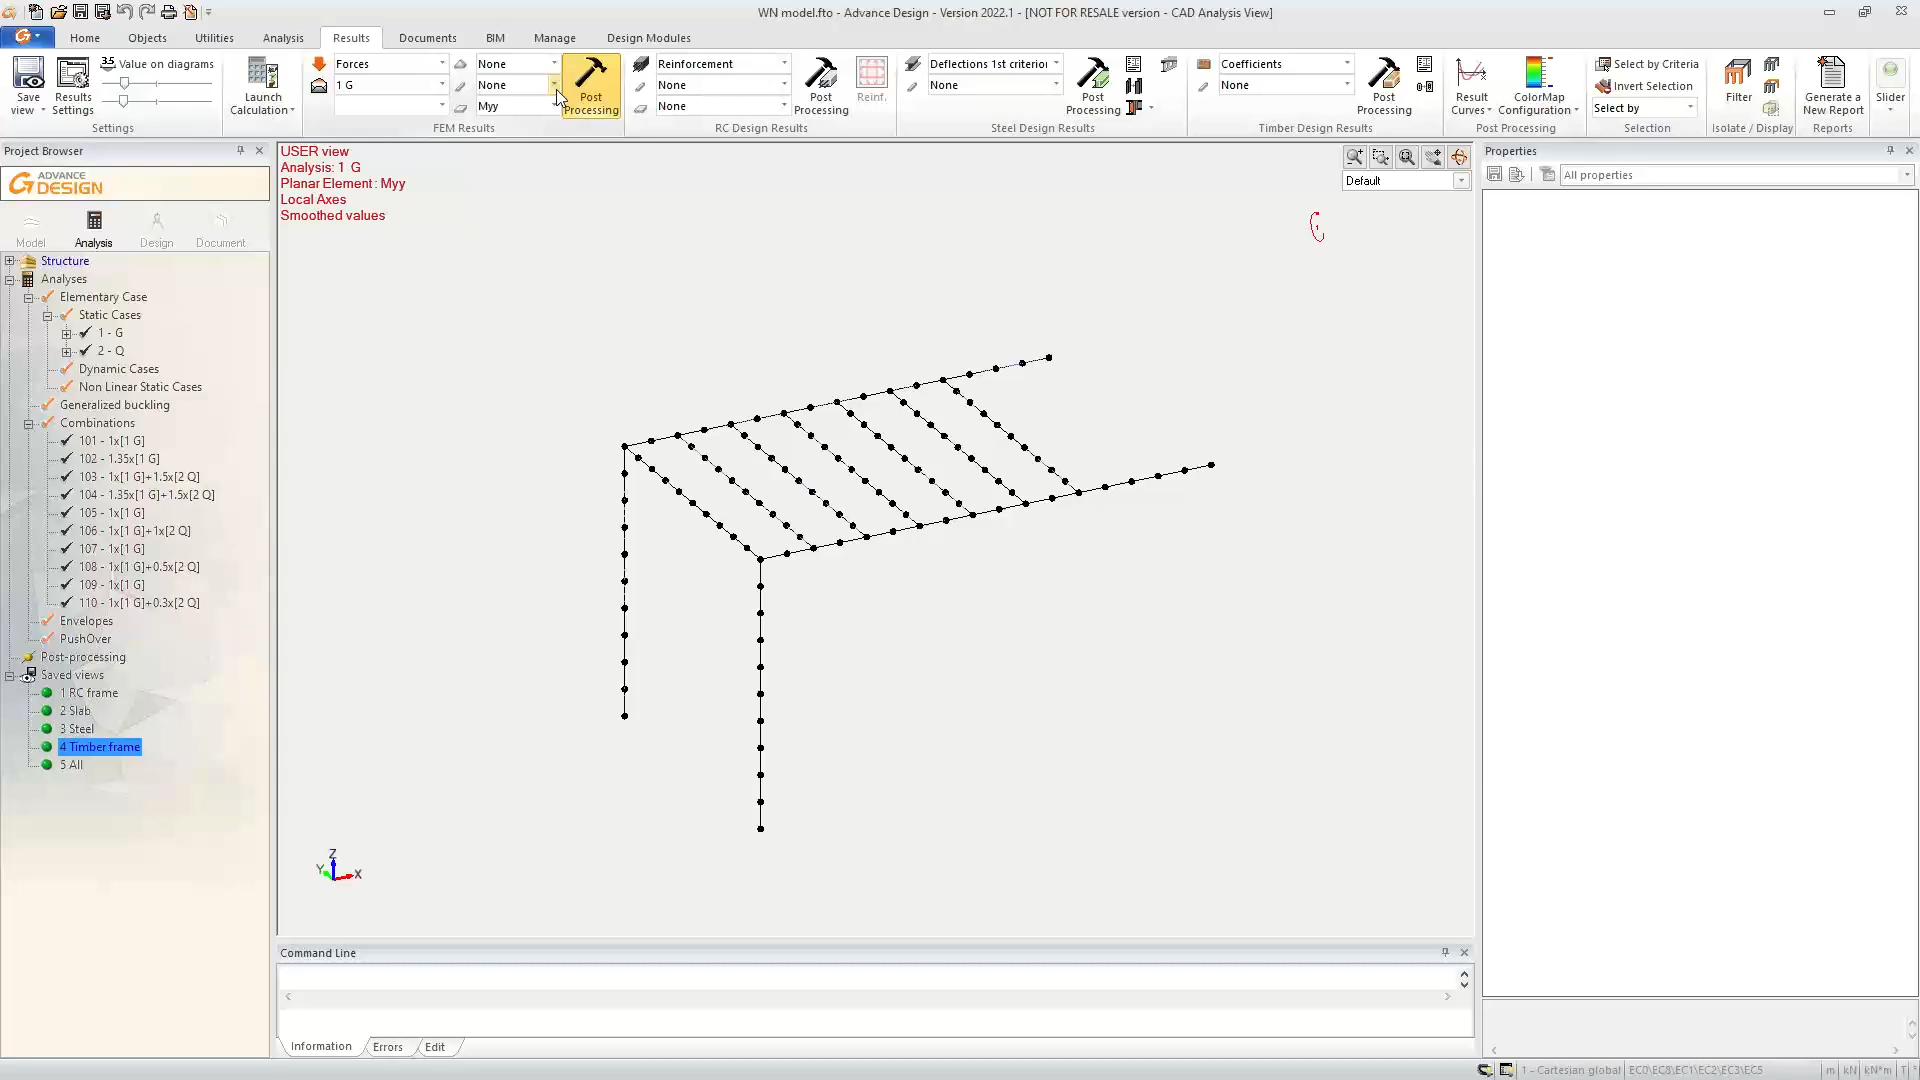 WN model.fto - Advance Design - Version 2022.1 - [NOT FOR RESALE version - CAD Analysis View]
Home Objects Utilities Analysis Results Documents BIM Manage Design Modules
Save view
Results Settings
3.5 Value on diagrams
Settings
Launch Calculation
Forces
1 G
None
None
Myy
Post Processing
FEM Results
Reinforcement
None
None
Post Processing
Reinf.
RC Design Results
Deflections 1st criterior
None
Post Processing
Steel Design Results
Coefficients
None
Post Processing
Timber Design Results
Result Curves
ColorMap Configuration
Post Processing
Select by Criteria
Invert Selection
Select by
Selection
Filter
Isolate / Display
Generate a New Report
Reports
Slider
Project Browser
ADVANCE
DESIGN
Model Analysis Design Document
Structure
Analyses
Elementary Case
Static Cases
1 - G
2 - Q
Dynamic Cases
Non Linear Static Cases
Generalized buckling
Combinations
101 - 1x[1 G]
102 - 1.35x[1 G]
103 - 1x[1 G]+1.5x[2 Q]
104 - 1.35x[1 G]+1.5x[2 Q]
105 - 1x[1 G]
106 - 1x[1 G]+1x[2 Q]
107 - 1x[1 G]
108 - 1x[1 G]+0.5x[2 Q]
109 - 1x[1 G]
110 - 1x[1 G]+0.3x[2 Q]
Envelopes
PushOver
Post-processing
Saved views
1 RC frame
2 Slab
3 Steel
4 Timber frame
5 All
USER view
Analysis: 1 G
Planar Element : Myy
Local Axes
Smoothed values
Default
Z
Y
X
Command Line
Information Errors Edit
Properties
All properties
1 - Cartesian global EC0\EC8\EC1\EC2\EC3\EC5 m kN kN*m T